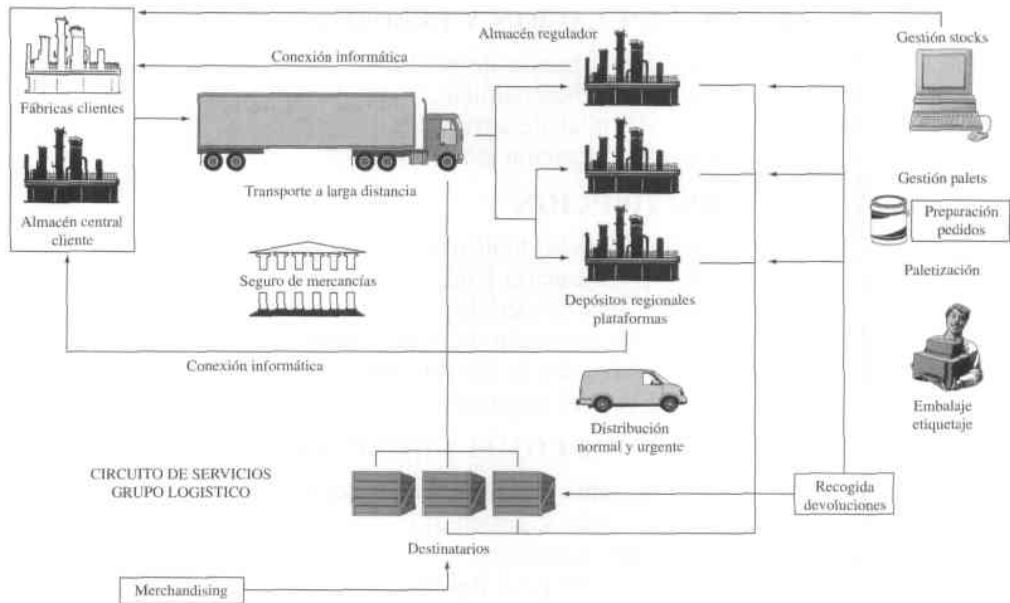 Almacén regulador
Gestión stocks
Conexión informática
Fábricas clientes
Transporte a larga distancia
Gestión palets
Almacén central
cliente
Preparación
pedidos
Seguro de mercancías
Paletización
Depósitos regionales
plataformas
Conexión informática
Embalaje
etiquetaje
Distribución
normal y urgente
CIRCUITO DE SERVICIOS
GRUPO LOGISTICO
Recogida
devoluciones
Destinatarios
Merchandising